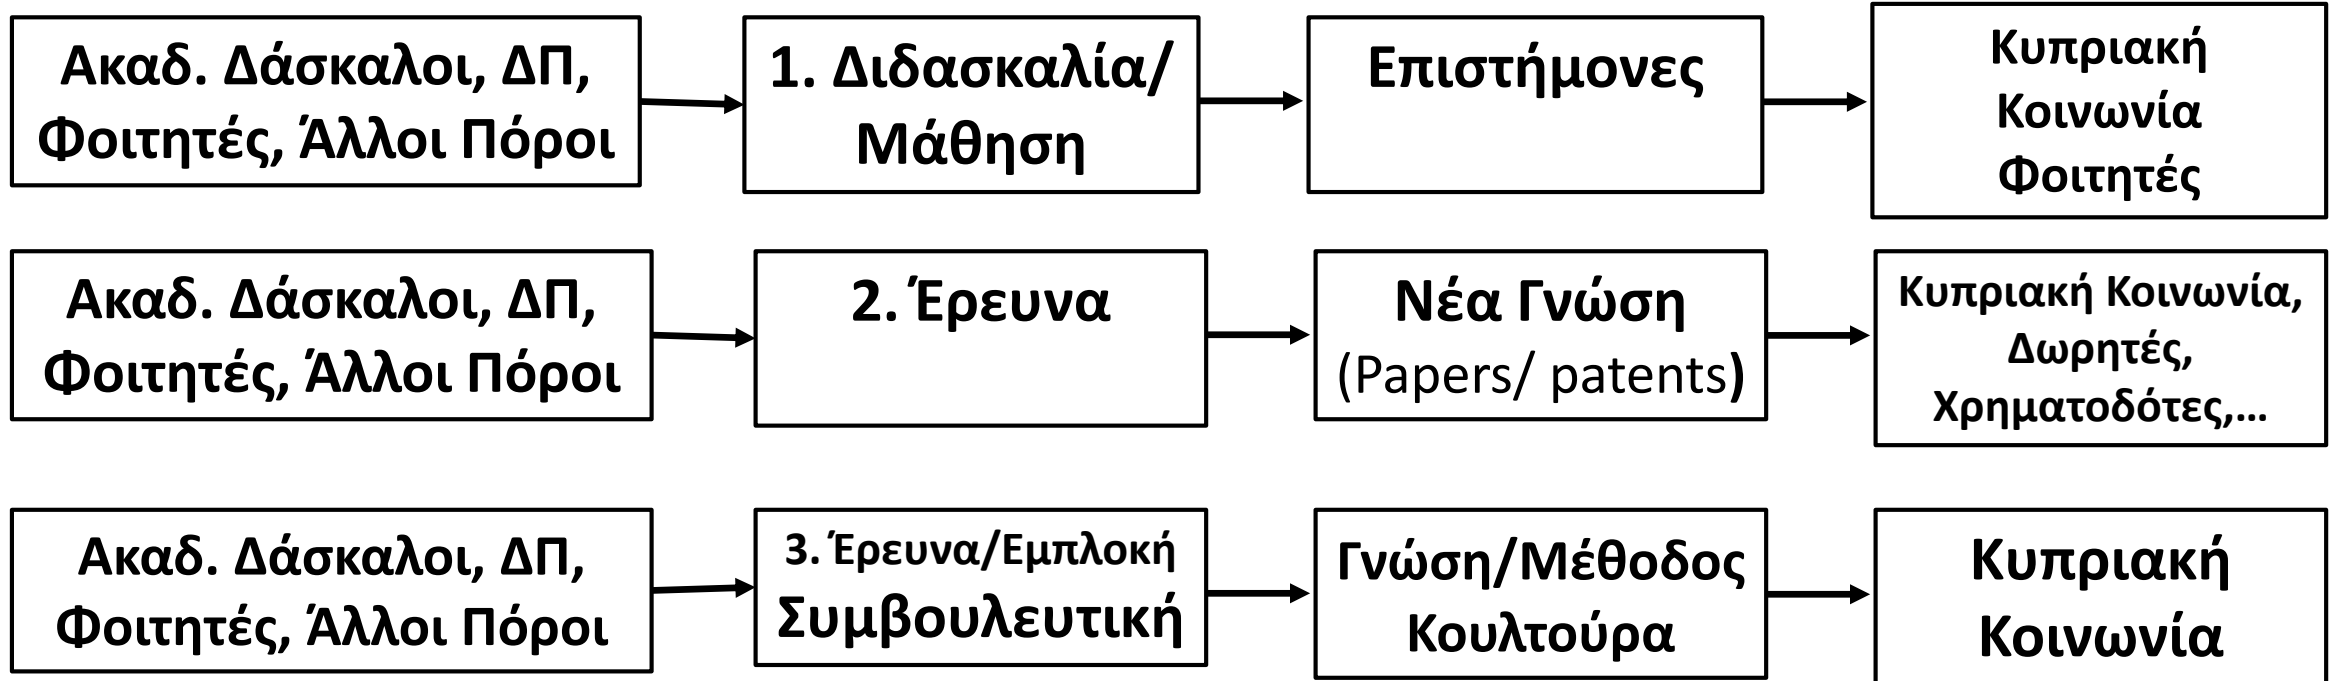 Ακαδ. Δάσκαλοι, ΔΠ,
Φοιτητές, Άλλοι Πόροι
1. Διδασκαλία/
Μάθηση
Επιστήμονες
Κυπριακή
Κοινωνία
Φοιτητές
Ακαδ. Δάσκαλοι, ΔΠ,
Φοιτητές, Άλλοι Πόροι
2. Έρευνα
Νέα Γνώση
(Papers/ patents)
Κυπριακή Κοινωνία,
Δωρητές,
Χρηματοδότες,...
Ακαδ. Δάσκαλοι, ΔΠ,
Φοιτητές, Άλλοι Πόροι
3. Έρευνα/Εμπλοκή
Συμβουλευτική
Γνώση/Μέθοδος
Κουλτούρα
Κυπριακή
Κοινωνία